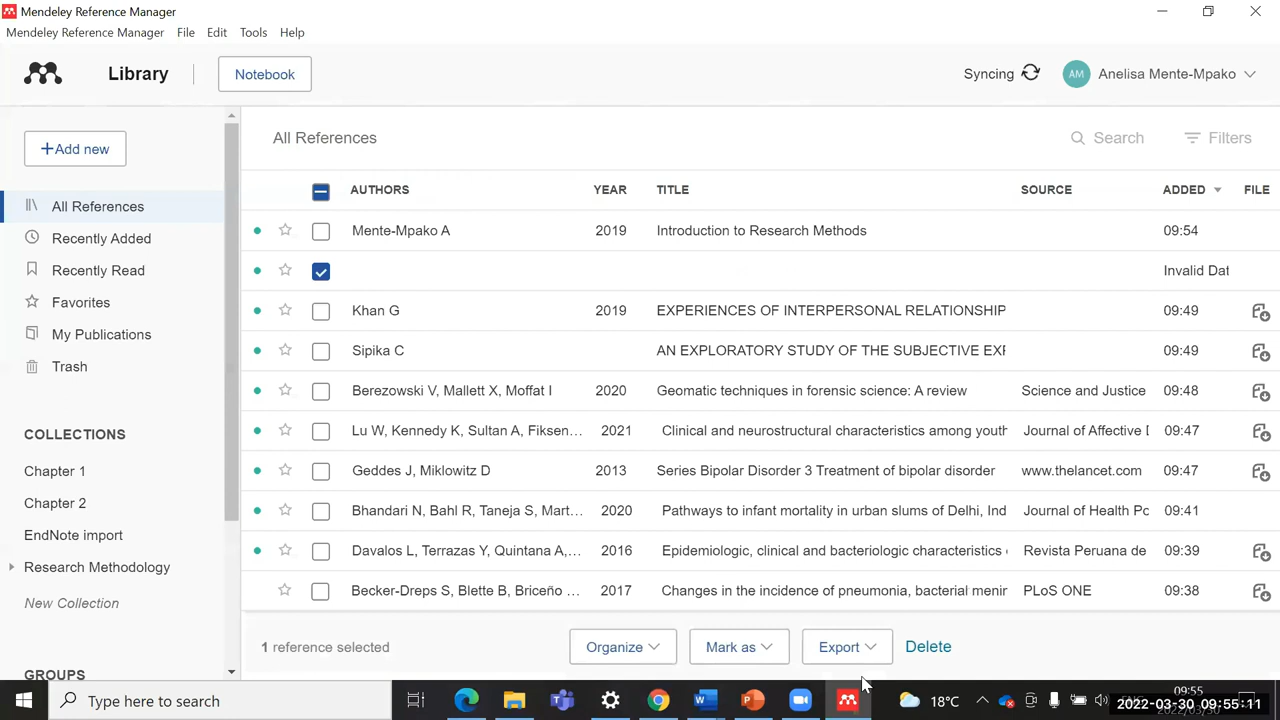 Mendeley Reference Manager
Mendeley Reference Manager File Edit Tools Help
Library Notebook Syncing AM Anelisa Mente-Mpako
+Add new
All References
Recently Added
Recently Read
Favorites
My Publications
Trash
COLLECTIONS
Chapter 1
Chapter 2
EndNote import
Research Methodology
New Collection
GROUPS
All References Search Filters
AUTHORS YEAR TITLE SOURCE ADDED FILE
Mente-Mpako A 2019 Introduction to Research Methods 09:54
Invalid Dat
Khan G 2019 EXPERIENCES OF INTERPERSONAL RELATIONSHIP 09:49
Sipika C AN EXPLORATORY STUDY OF THE SUBJECTIVE EXF 09:49
Berezowski V, Mallett X, Moffat I 2020 Geomatic techniques in forensic science: A review Science and Justice 09:48
Lu W, Kennedy K, Sultan A, Fiksen... 2021 Clinical and neurostructural characteristics among youth Journal of Affective D 09:47
Geddes J, Miklowitz D 2013 Series Bipolar Disorder 3 Treatment of bipolar disorder www.thelancet.com 09:47
Bhandari N, Bahl R, Taneja S, Mart... 2020 Pathways to infant mortality in urban slums of Delhi, Ind Journal of Health Po 09:41
Davalos L, Terrazas Y, Quintana A,... 2016 Epidemiologic, clinical and bacteriologic characteristics Revista Peruana de 09:39
Becker-Dreps S, Blette B, Briceño ... 2017 Changes in the incidence of pneumonia, bacterial menin PLoS ONE 09:38
1 reference selected Organize Mark as Export Delete
Type here to search 18°C 09:55
2022-03-30 09:55:11